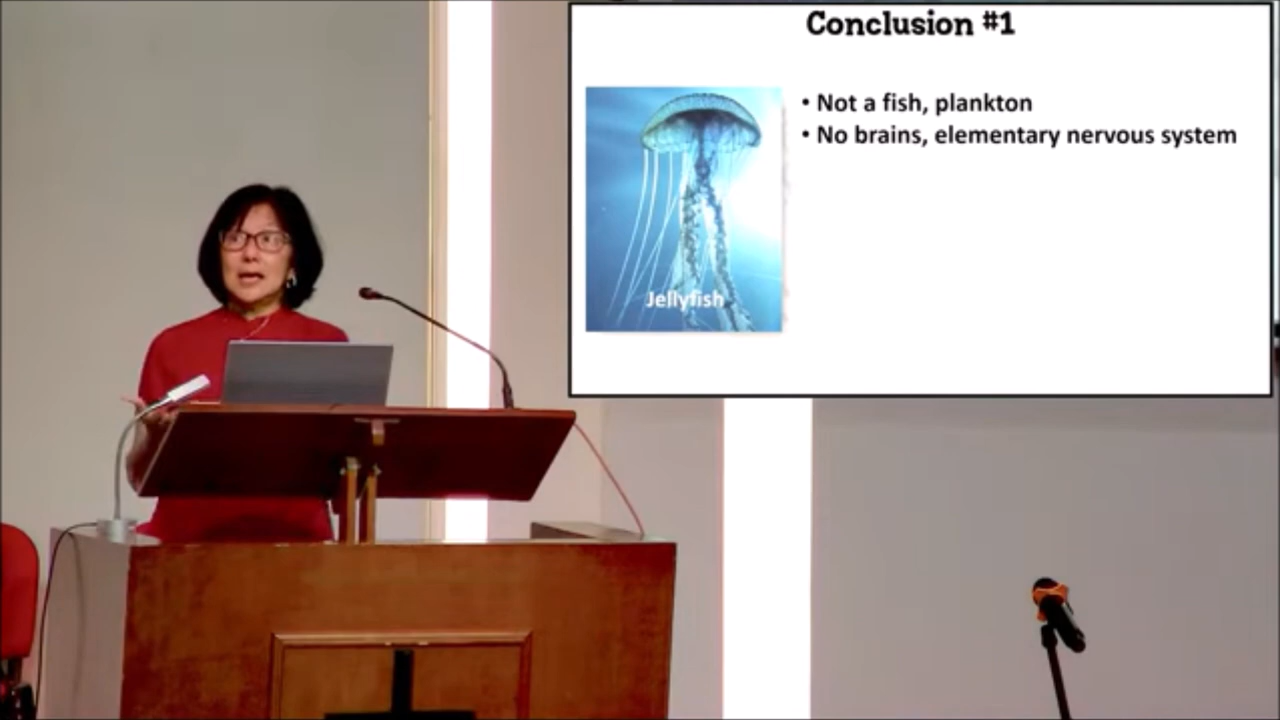 Conclusion #1
• Not a fish, plankton
• No brains, elementary nervous system
Jellyfish